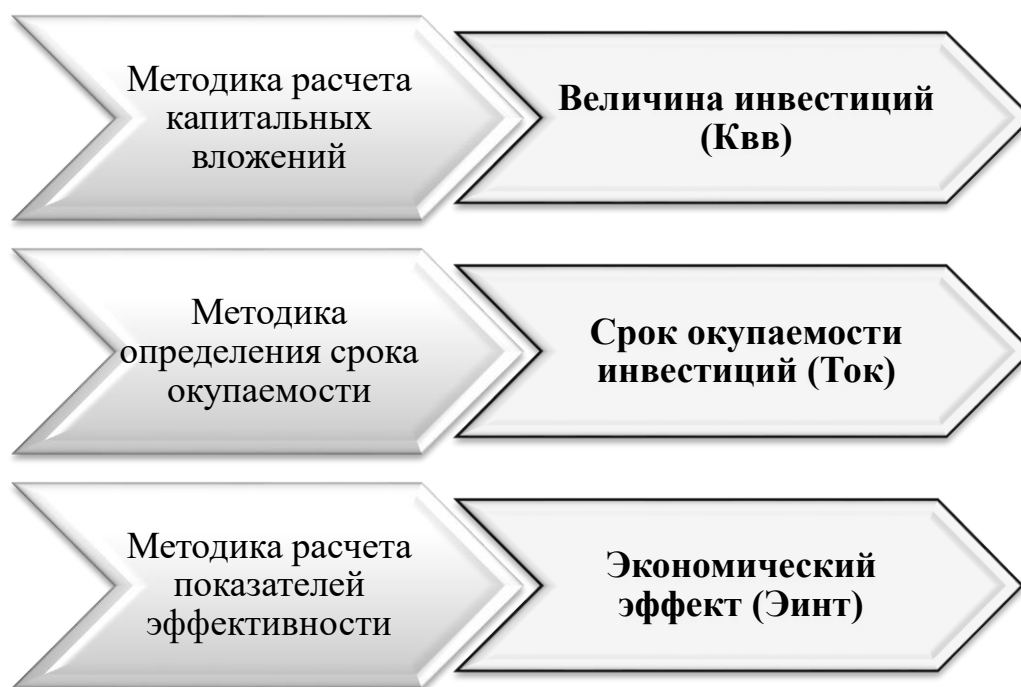 Методика расчета
капитальных
вложений
Величина инвестиций
(Квв)
Методика
определения срока
окупаемости
Срок окупаемости
инвестиций (Ток)
Методика расчета
показателей
эффективности
Экономический
эффект (Эинт)